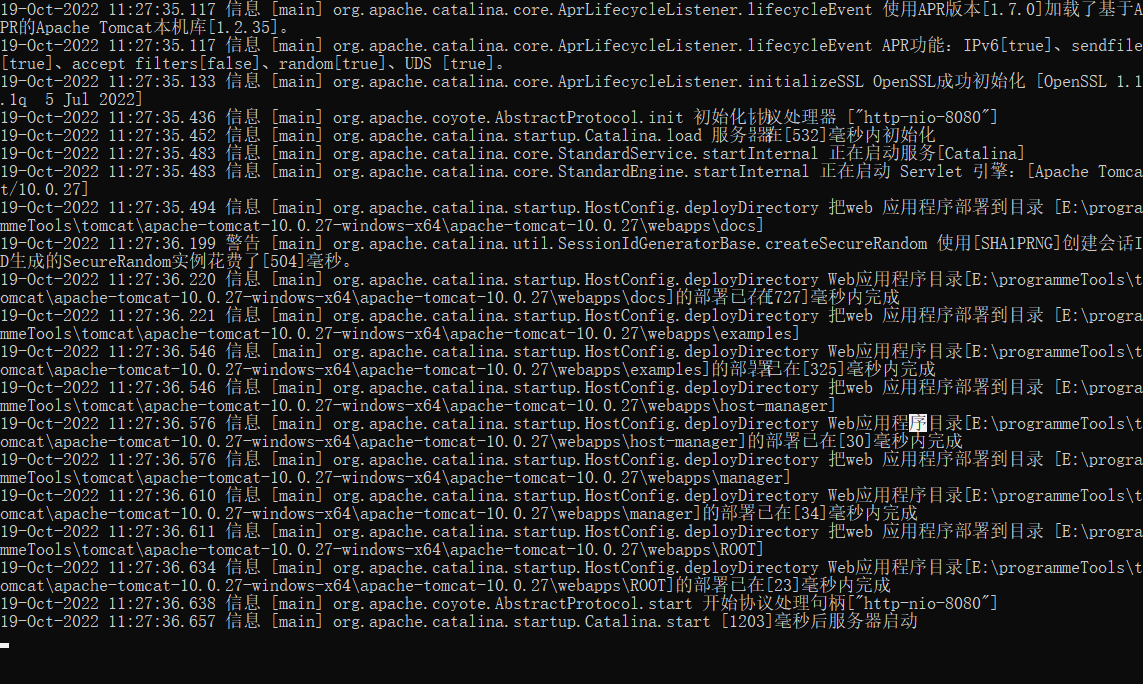 19-Oct-2022 11:27:35.117 信息 [main] org.apache.catalina.core.AprLifecycleListener.lifecycleEvent 使用APR版本[1.7.0]加载了基于A
PR的Apache Tomcat本机库[1.2.35]。
19-Oct-2022 11:27:35.117 信息 [main] org.apache.catalina.core.AprLifecycleListener.lifecycleEvent APR功能：IPv6[true]、sendfile
[true]、accept filters[false]、random[true]、UDS [true]。
19-Oct-2022 11:27:35.133 信息 [main] org.apache.catalina.core.AprLifecycleListener.initializeSSL OpenSSL成功初始化 [OpenSSL 1.1
.1q  5 Jul 2022]
19-Oct-2022 11:27:35.436 信息 [main] org.apache.coyote.AbstractProtocol.init 初始化协议处理器 ["http-nio-8080"]
19-Oct-2022 11:27:35.452 信息 [main] org.apache.catalina.startup.Catalina.load 服务器在[532]毫秒内初始化
19-Oct-2022 11:27:35.483 信息 [main] org.apache.catalina.core.StandardService.startInternal 正在启动服务[Catalina]
19-Oct-2022 11:27:35.483 信息 [main] org.apache.catalina.core.StandardEngine.startInternal 正在启动 Servlet 引擎：[Apache Tomca
t/10.0.27]
19-Oct-2022 11:27:35.494 信息 [main] org.apache.catalina.startup.HostConfig.deployDirectory 把web 应用程序部署到目录 [E:\progra
mmeTools\tomcat\apache-tomcat-10.0.27-windows-x64\apache-tomcat-10.0.27\webapps\docs]
19-Oct-2022 11:27:36.199 警告 [main] org.apache.catalina.util.SessionIdGeneratorBase.createSecureRandom 使用[SHA1PRNG]创建会话I
D生成的SecureRandom实例花费了[504]毫秒。
19-Oct-2022 11:27:36.220 信息 [main] org.apache.catalina.startup.HostConfig.deployDirectory Web应用程序目录[E:\programmeTools\t
omcat\apache-tomcat-10.0.27-windows-x64\apache-tomcat-10.0.27\webapps\docs]的部署已在[727]毫秒内完成
19-Oct-2022 11:27:36.221 信息 [main] org.apache.catalina.startup.HostConfig.deployDirectory 把web 应用程序部署到目录 [E:\progra
mmeTools\tomcat\apache-tomcat-10.0.27-windows-x64\apache-tomcat-10.0.27\webapps\examples]
19-Oct-2022 11:27:36.546 信息 [main] org.apache.catalina.startup.HostConfig.deployDirectory Web应用程序目录[E:\programmeTools\t
omcat\apache-tomcat-10.0.27-windows-x64\apache-tomcat-10.0.27\webapps\examples]的部署已在[325]毫秒内完成
19-Oct-2022 11:27:36.546 信息 [main] org.apache.catalina.startup.HostConfig.deployDirectory 把web 应用程序部署到目录 [E:\progra
mmeTools\tomcat\apache-tomcat-10.0.27-windows-x64\apache-tomcat-10.0.27\webapps\host-manager]
19-Oct-2022 11:27:36.576 信息 [main] org.apache.catalina.startup.HostConfig.deployDirectory Web应用程序目录[E:\programmeTools\t
omcat\apache-tomcat-10.0.27-windows-x64\apache-tomcat-10.0.27\webapps\host-manager]的部署已在[30]毫秒内完成
19-Oct-2022 11:27:36.576 信息 [main] org.apache.catalina.startup.HostConfig.deployDirectory 把web 应用程序部署到目录 [E:\progra
mmeTools\tomcat\apache-tomcat-10.0.27-windows-x64\apache-tomcat-10.0.27\webapps\manager]
19-Oct-2022 11:27:36.610 信息 [main] org.apache.catalina.startup.HostConfig.deployDirectory Web应用程序目录[E:\programmeTools\t
omcat\apache-tomcat-10.0.27-windows-x64\apache-tomcat-10.0.27\webapps\manager]的部署已在[34]毫秒内完成
19-Oct-2022 11:27:36.611 信息 [main] org.apache.catalina.startup.HostConfig.deployDirectory 把web 应用程序部署到目录 [E:\progra
mmeTools\tomcat\apache-tomcat-10.0.27-windows-x64\apache-tomcat-10.0.27\webapps\ROOT]
19-Oct-2022 11:27:36.634 信息 [main] org.apache.catalina.startup.HostConfig.deployDirectory Web应用程序目录[E:\programmeTools\t
omcat\apache-tomcat-10.0.27-windows-x64\apache-tomcat-10.0.27\webapps\ROOT]的部署已在[23]毫秒内完成
19-Oct-2022 11:27:36.638 信息 [main] org.apache.coyote.AbstractProtocol.start 开始协议处理句柄["http-nio-8080"]
19-Oct-2022 11:27:36.657 信息 [main] org.apache.catalina.startup.Catalina.start [1203]毫秒后服务器启动